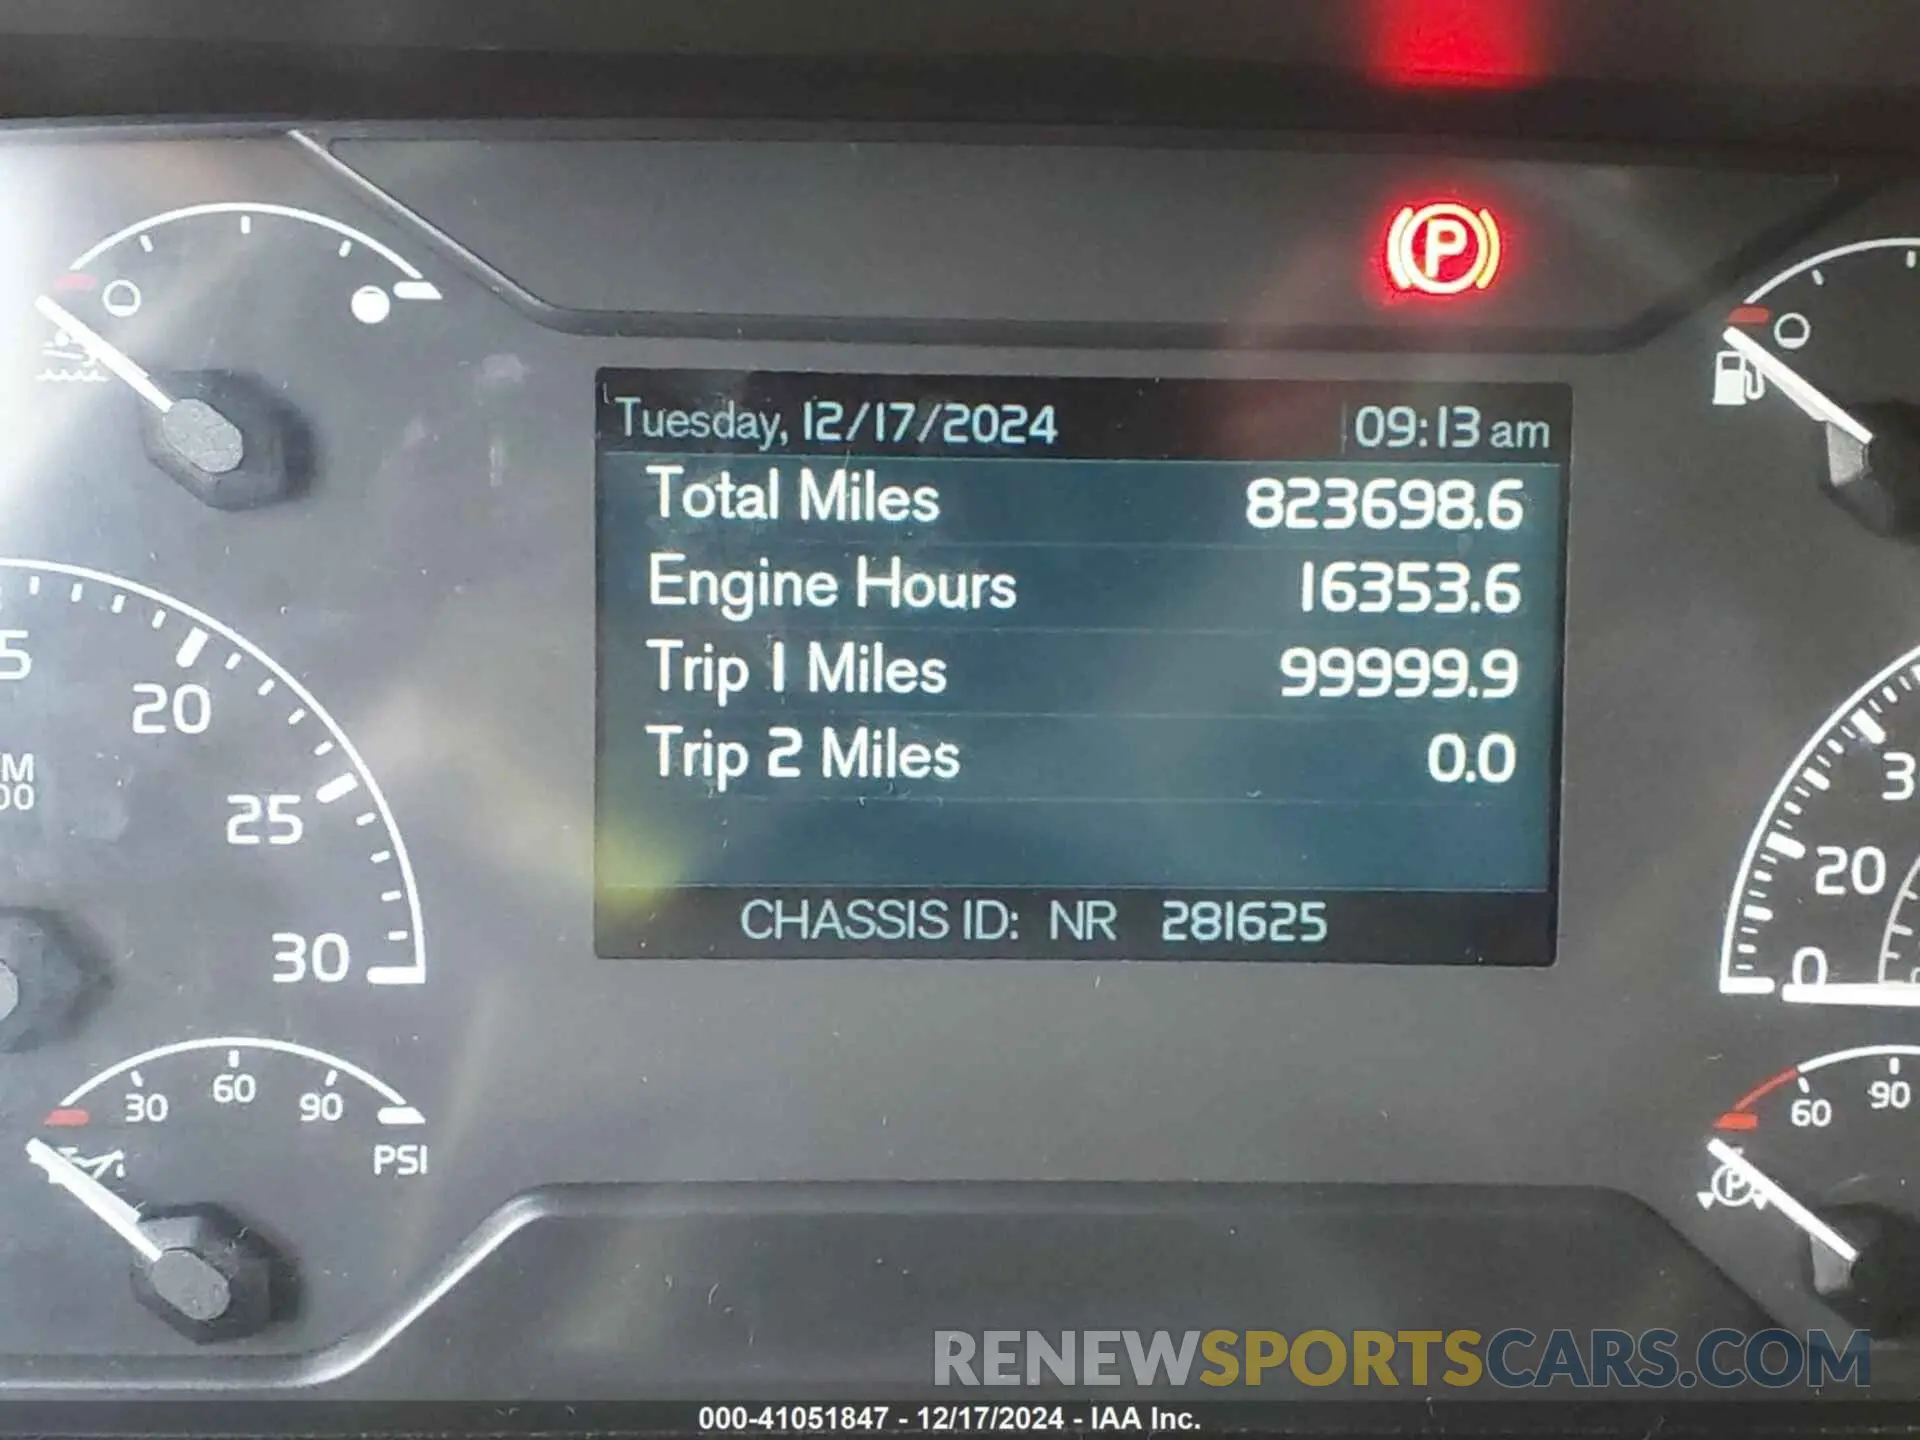 Tuesday, 12/17/2024 09:13 am
Total Miles 823698.6
Engine Hours 16353.6
Trip 1 Miles 99999.9
Trip 2 Miles 0.0
CHASSIS ID: NR 281625
P
20
25
30
30 60 90
PSI
20
0
60 90
P
RENEWSPORTSCARS.COM
000-41051847 - 12/17/2024 - IAA Inc.